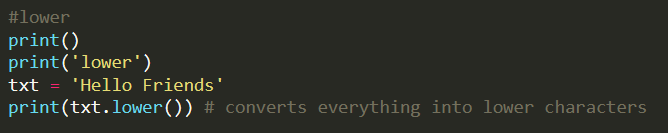 #lower
print()
print('lower')
txt = 'Hello Friends'
print(txt.lower()) # converts everything into lower characters